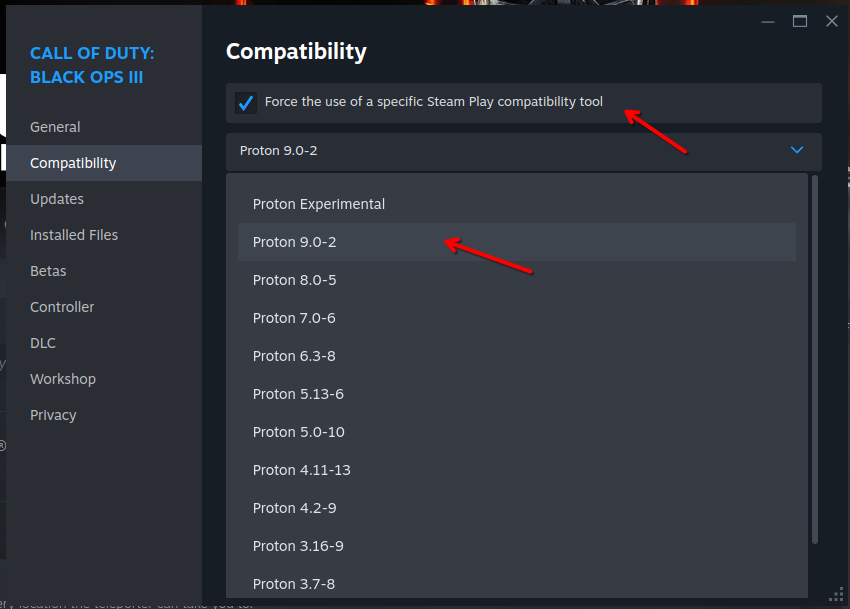 CALL OF DUTY:
BLACK OPS III
General
Compatibility
Updates
Installed Files
Betas
Controller
DLC
Workshop
Privacy
Compatibility
Force the use of a specific Steam Play compatibility tool
Proton 9.0-2
Proton Experimental
Proton 9.0-2
Proton 8.0-5
Proton 7.0-6
Proton 6.3-8
Proton 5.13-6
Proton 5.0-10
Proton 4.11-13
Proton 4.2-9
Proton 3.16-9
Proton 3.7-8